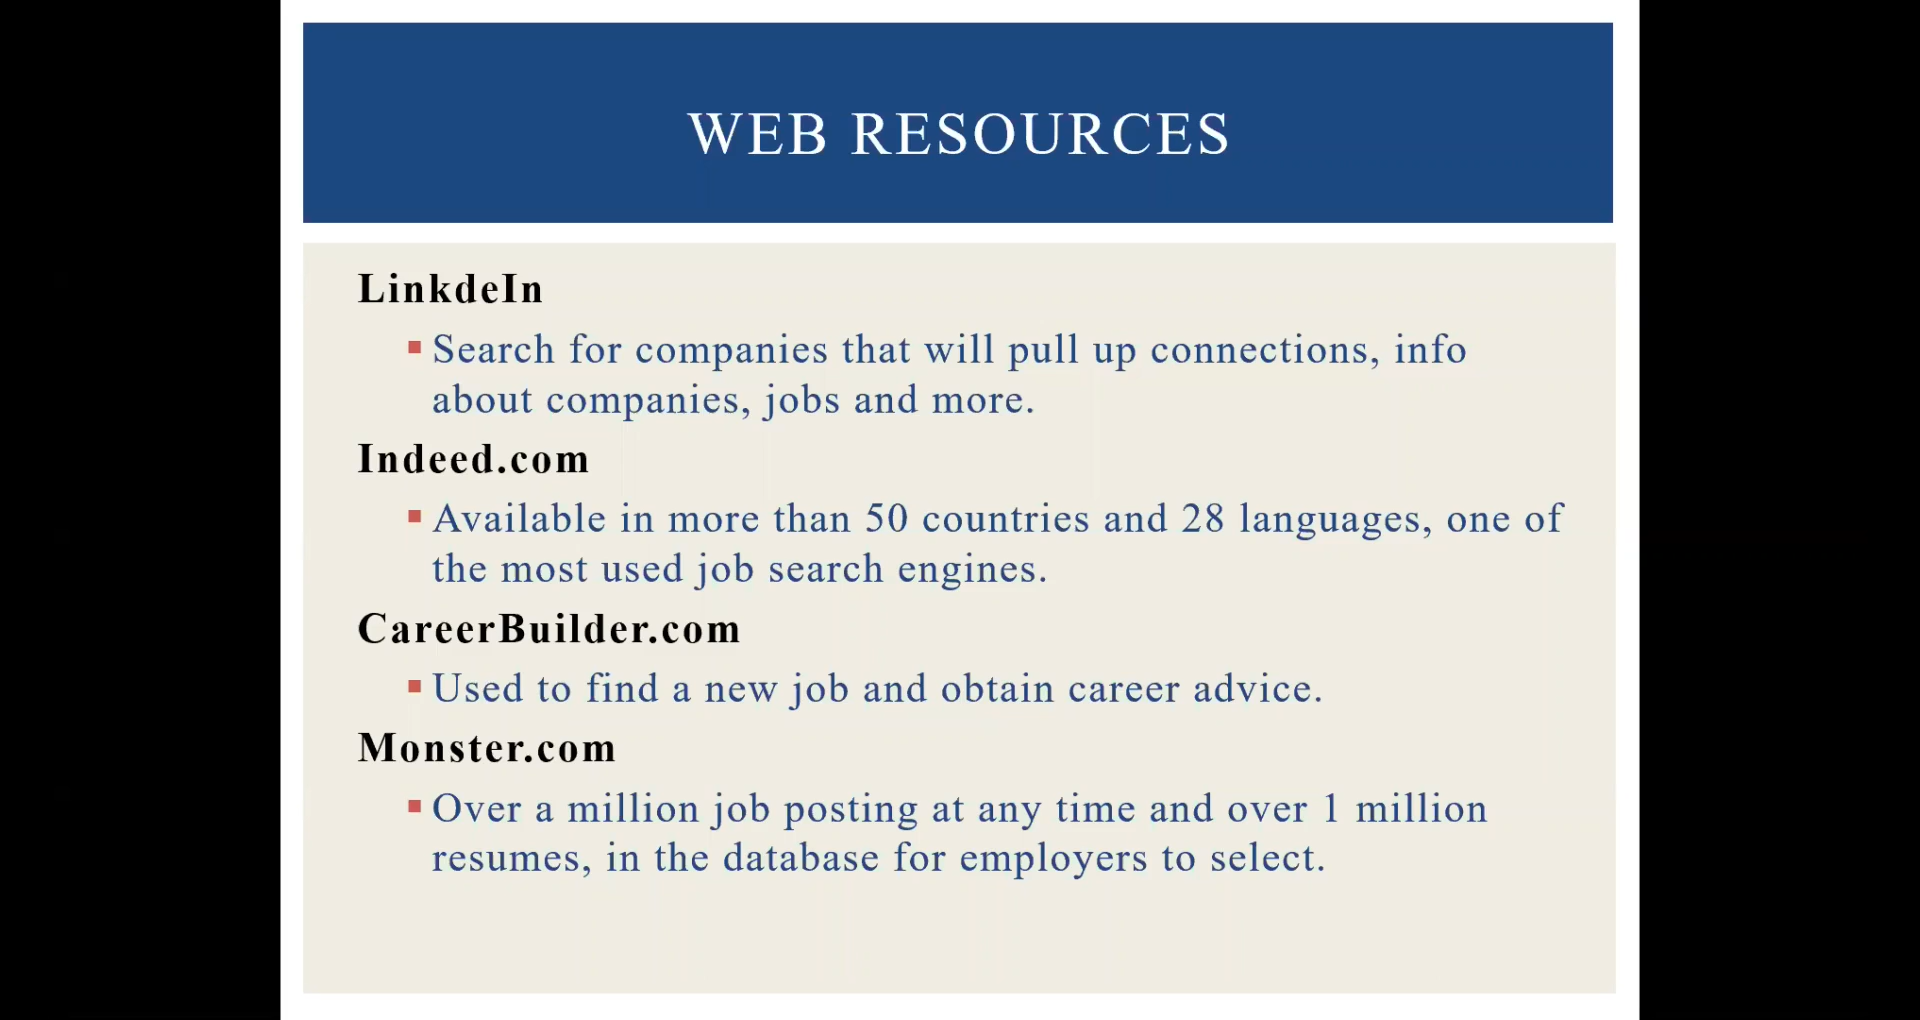 WEB RESOURCES
LinkdeIn
▪ Search for companies that will pull up connections, info
about companies, jobs and more.
Indeed.com
▪ Available in more than 50 countries and 28 languages, one of
the most used job search engines.
CareerBuilder.com
▪ Used to find a new job and obtain career advice.
Monster.com
▪ Over a million job posting at any time and over 1 million
resumes, in the database for employers to select.